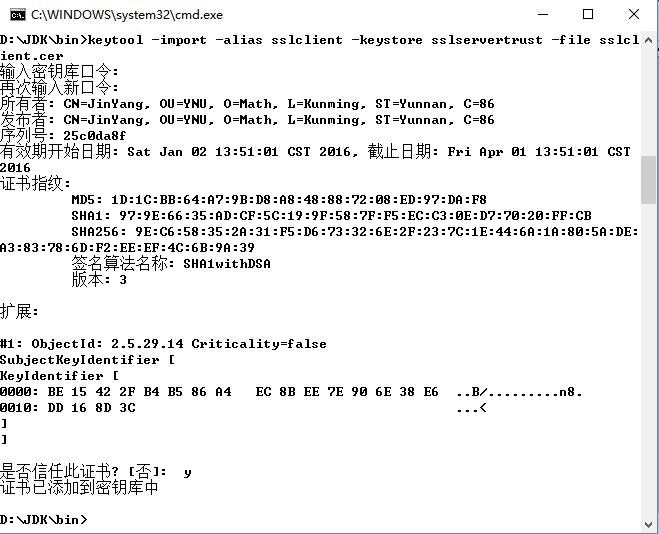 C:\WINDOWS\system32\cmd.exe
D:\JDK\bin>keytool -import -alias sslclient -keystore sslservertrust -file sslcl
ient.cer
输入密钥库口令:
再次输入新口令:
所有者: CN=JinYang, OU=YNU, O=Math, L=Kunming, ST=Yunnan, C=86
发布者: CN=JinYang, OU=YNU, O=Math, L=Kunming, ST=Yunnan, C=86
序列号: 25c0da8f
有效期开始日期: Sat Jan 02 13:51:01 CST 2016, 截止日期: Fri Apr 01 13:51:01 CST
2016
证书指纹:
MD5: 1D:1C:BB:64:A7:9B:D8:A8:48:88:72:08:ED:97:DA:F8
SHA1: 97:9E:66:35:AD:CF:5C:19:9F:58:7F:F5:EC:C3:0E:D7:70:20:FF:CB
SHA256: 9E:C6:58:35:2A:31:F5:D6:73:32:6E:2F:23:7C:1E:44:6A:1A:80:5A:DE:
A3:83:78:6D:F2:EE:EF:4C:6B:9A:39
签名算法名称: SHA1withDSA
版本: 3
扩展:
#1: ObjectId: 2.5.29.14 Criticality=false
SubjectKeyIdentifier [
KeyIdentifier [
0000: BE 15 42 2F B4 B5 86 A4   EC 8B EE 7E 90 6E 38 E6  ..B/.........n8.
0010: DD 16 8D 3C                                        ...<
]
]
是否信任此证书? [否]:  y
证书已添加到密钥库中
D:\JDK\bin>